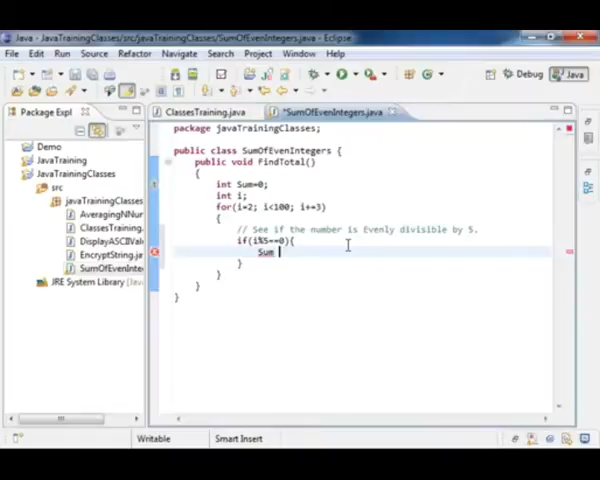 Java - JavaTrainingClasses/src/javaTrainingClasses/SumOfEvenIntegers.java - Eclipse
File Edit Run Source Refactor Navigate Search Project Window Help
Debug Java
Package Expl
ClassesTraining.java
*SumOfEvenIntegers.java
Demo
JavaTraining
JavaTrainingClasses
src
javaTrainingClasses
AveragingNNur
ClassesTraining.
DisplayASCIIVal
EncryptString.ja
SumOfEvenInte
JRE System Library [
package javaTrainingClasses;
public class SumOfEvenIntegers {
public void FindTotal()
{
int Sum=0;
int i;
for(i=2; i<100; i+=3)
{
// See if the number is Evenly divisible by 5.
if(i%5==0){
Sum
}
}
}
}
Writable Smart Insert